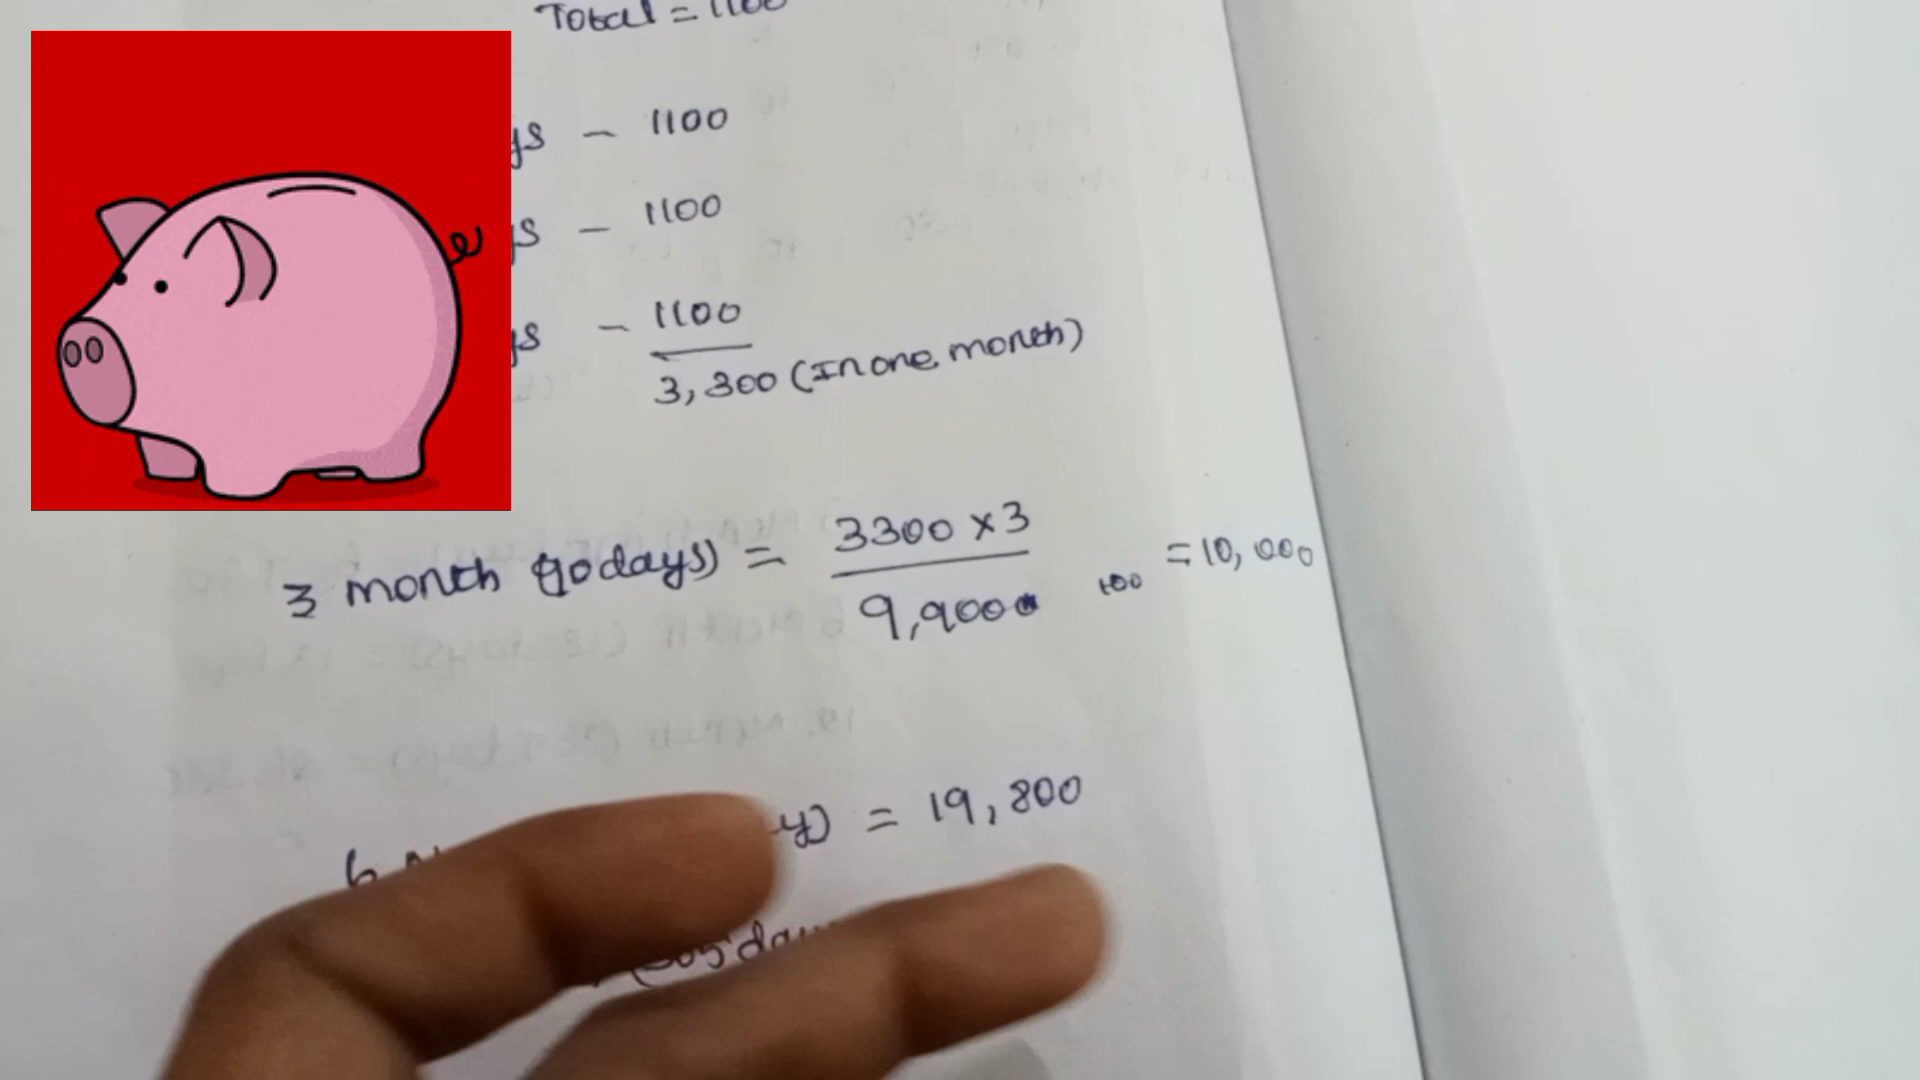 Total = 1100
ys - 1100
ys - 1100
ys - 1100
3,300 (In one month)
3 month (90days) = 3300 x 3
9,900 100 = 10,000
6 y) = 19,800